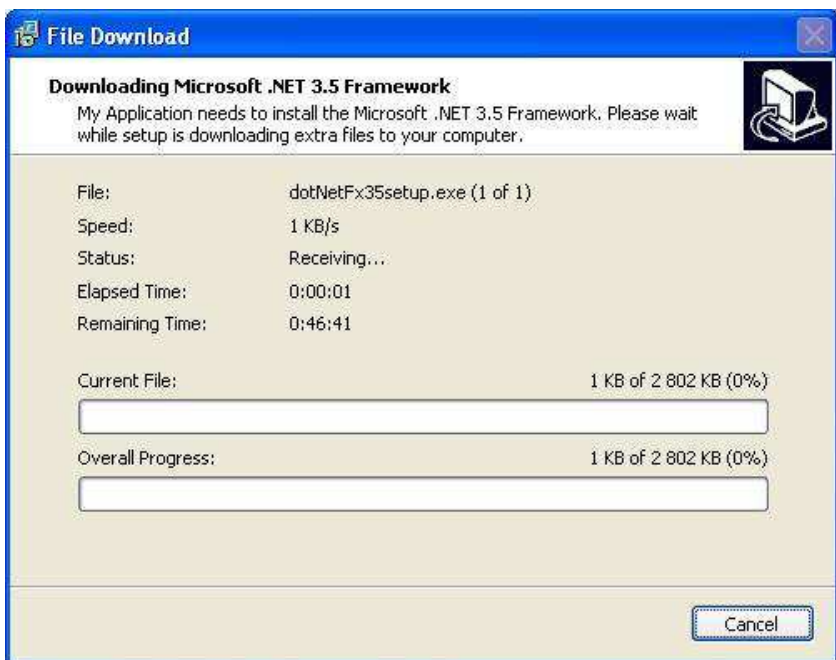 File Download
Downloading Microsoft .NET 3.5 Framework
My Application needs to install the Microsoft .NET 3.5 Framework. Please wait
while setup is downloading extra files to your computer.
File: dotNetFx35setup.exe (1 of 1)
Speed: 1 KB/s
Status: Receiving...
Elapsed Time: 0:00:01
Remaining Time: 0:46:41
Current File: 1 KB of 2 802 KB (0%)
Overall Progress: 1 KB of 2 802 KB (0%)
Cancel